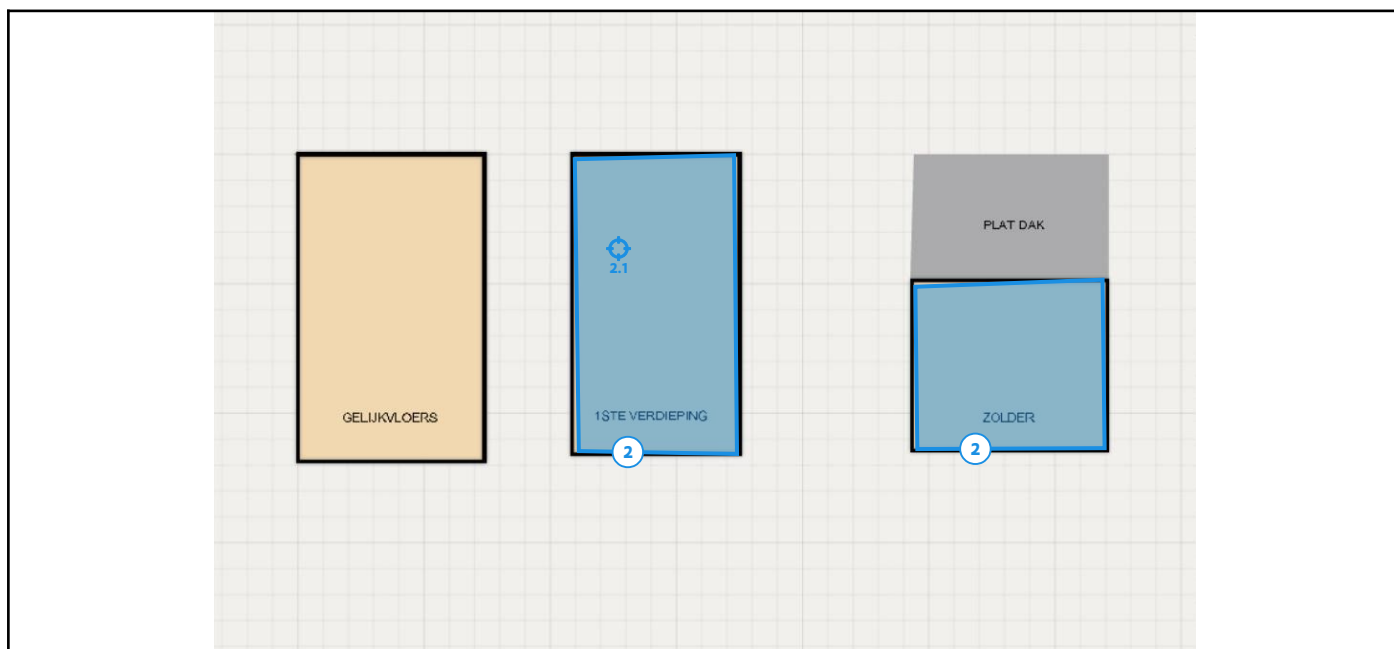 PLAT DAK
2.1
GELIJKVLOERS
1STE VERDIEPING
ZOLDER
2
2